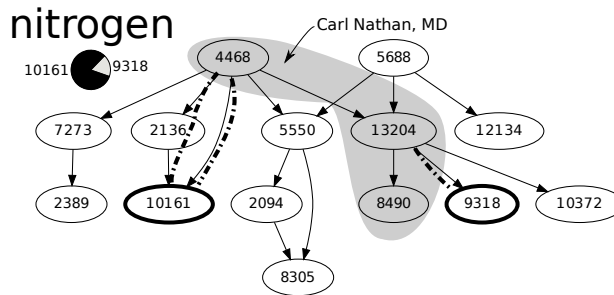 nitrogen
Carl Nathan, MD
10161 9318
4468 5688
7273 2136 5550 13204 12134
2389 10161 2094 8490 9318 10372
8305